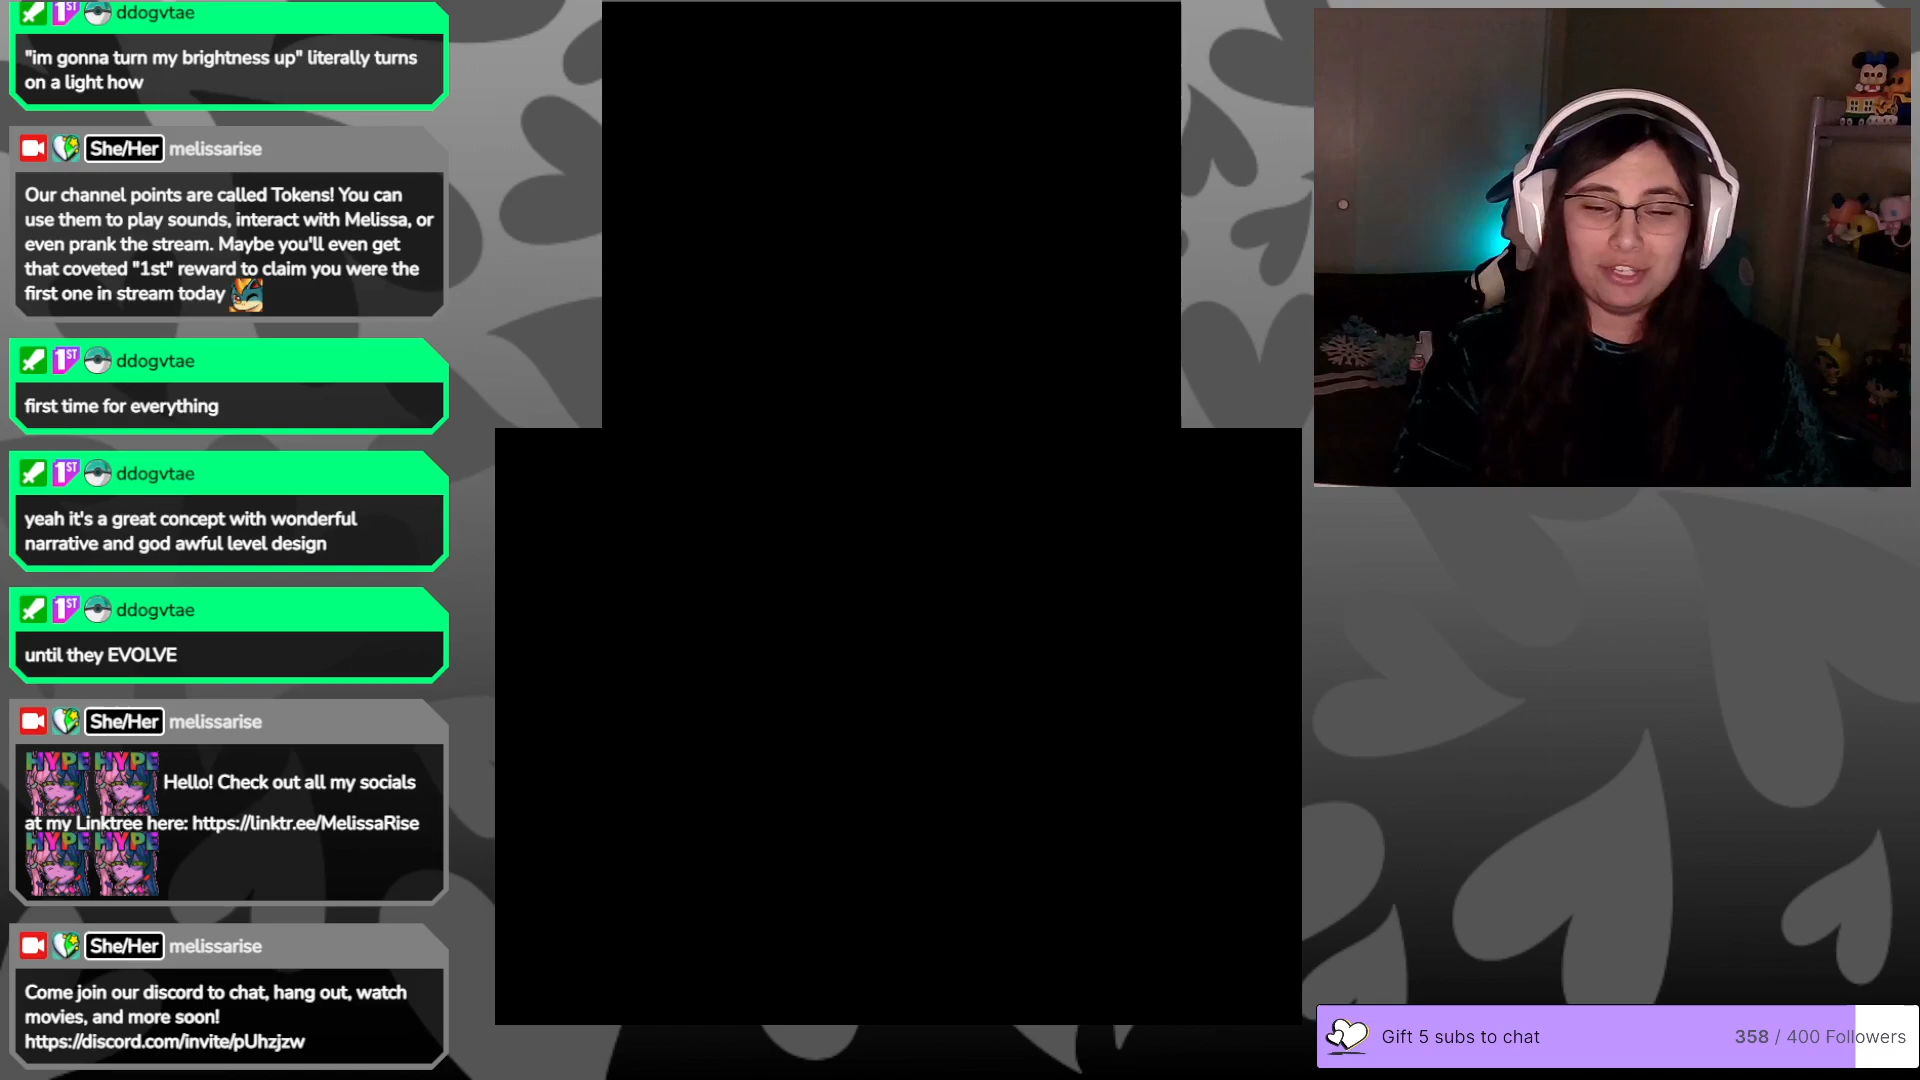 1ST ddogvtae
"im gonna turn my brightness up" literally turns
on a light how
She/Her melissarise
Our channel points are called Tokens! You can
use them to play sounds, interact with Melissa, or
even prank the stream. Maybe you'll even get
that coveted "1st" reward to claim you were the
first one in stream today
1ST ddogvtae
first time for everything
1ST ddogvtae
yeah it's a great concept with wonderful
narrative and god awful level design
1ST ddogvtae
until they EVOLVE
She/Her melissarise
HYPE HYPE Hello! Check out all my socials
at my Linktree here: https://linktr.ee/MelissaRise
HYPE HYPE
She/Her melissarise
Come join our discord to chat, hang out, watch
movies, and more soon!
https://discord.com/invite/pUhzjzw
Gift 5 subs to chat 358 / 400 Followers